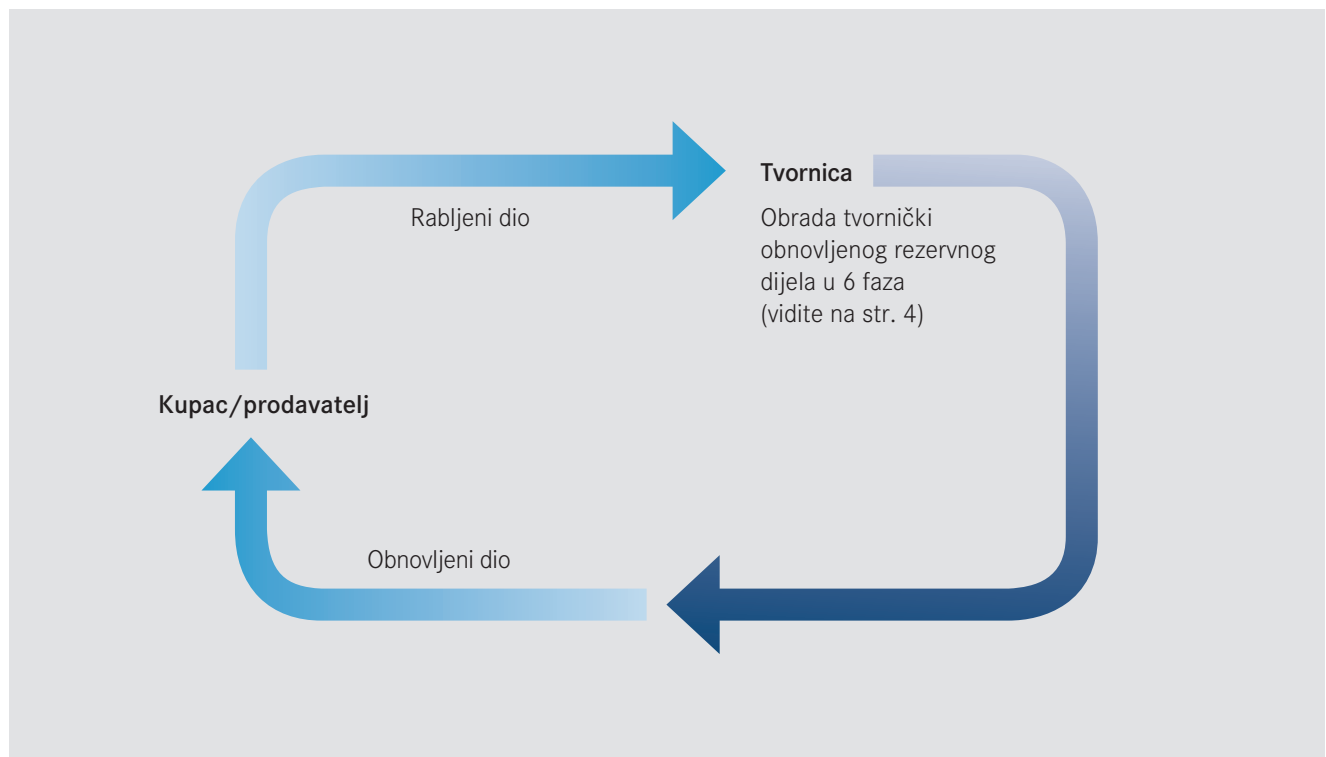 Tvornica
Rabljeni dio
Obrada tvornički
obnovljenog rezervnog
dijela u 6 faza
(vidite na str. 4)
Kupac/prodavatelj
Obnovljeni dio